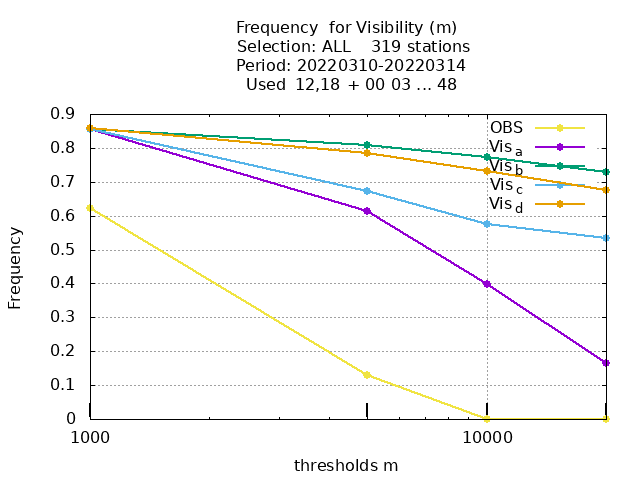 Frequency  for Visibility (m)
Selection: ALL    319 stations
Period: 20220310-20220314
Used  12,18 + 00 03 ... 48
0.9
0.8
0.7
0.6
0.5
0.4
0.3
0.2
0.1
0
Frequency
OBS
Vis a
Vis b
Vis c
Vis d
1000
10000
thresholds m